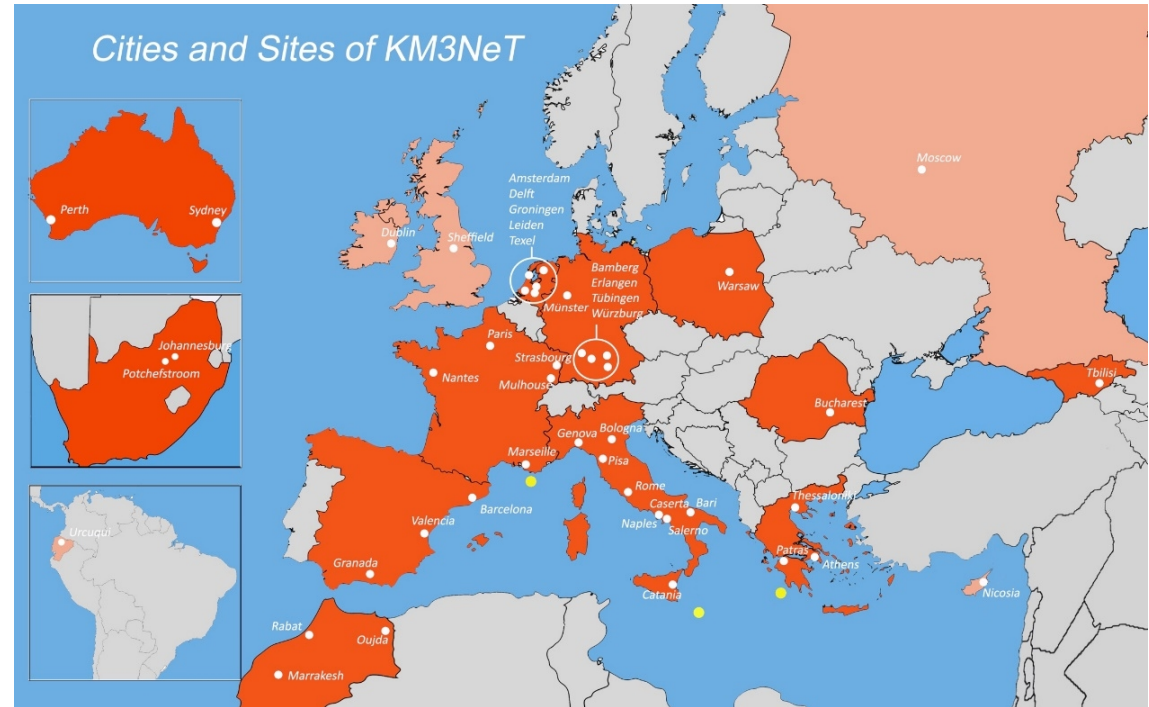 Cities and Sites of KM3NeT
Perth
Sydney
Johannesburg
Potchefstroom
Urcuqui
Moscow
Amsterdam
Delft
Groningen
Leiden
Texel
Dublin
Sheffield
Bamberg
Erlangen
Tübingen
Würzburg
Münster
Warsaw
Paris
Strasbourg
Nantes
Mulhouse
Tbilisi
Bucharest
Genova
Bologna
Marseille
Pisa
Rome
Barcelona
Caserta
Bari
Naples
Salerno
Thessaloniki
Valencia
Granada
Patras
Athens
Catania
Nicosia
Rabat
Oujda
Marrakesh